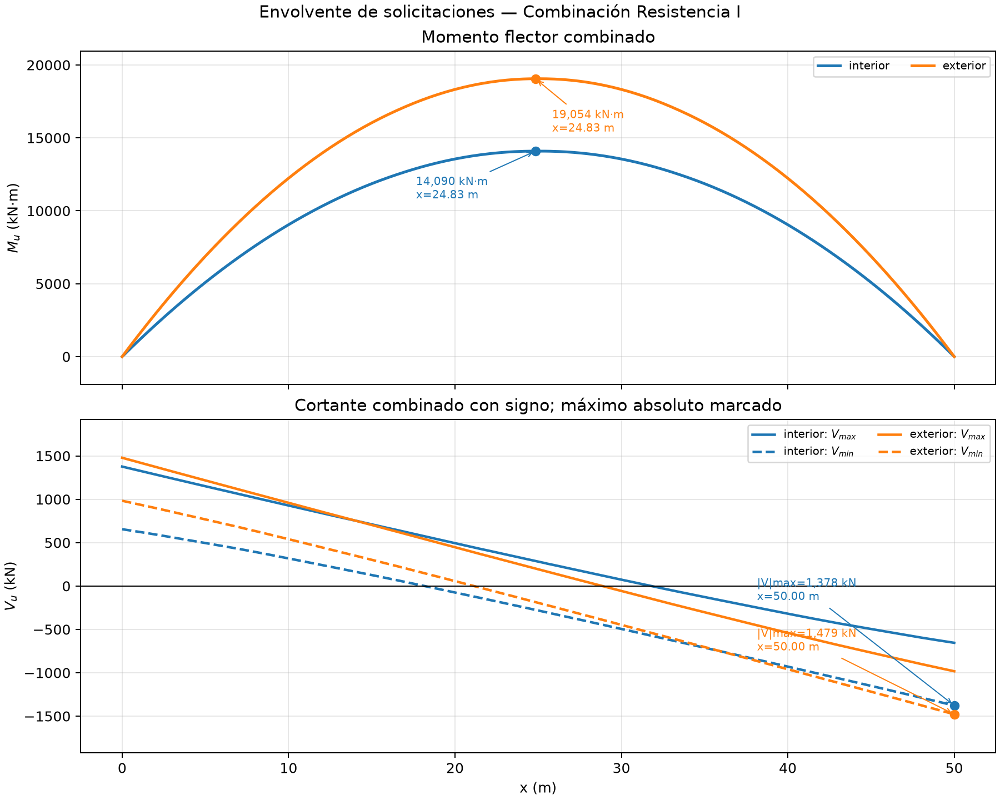 Envolvente de solicitaciones — Combinación Resistencia I
Momento flector combinado
interior exterior
20000
15000
10000
5000
0
M_u (kN·m)
19,054 kN·m
x=24.83 m
14,090 kN·m
x=24.83 m
Cortante combinado con signo; máximo absoluto marcado
interior: V_max exterior: V_max
interior: V_min exterior: V_min
1500
1000
500
0
−500
−1000
−1500
V_u (kN)
|V|max=1,378 kN
x=50.00 m
|V|max=1,479 kN
x=50.00 m
0 10 20 30 40 50
x (m)